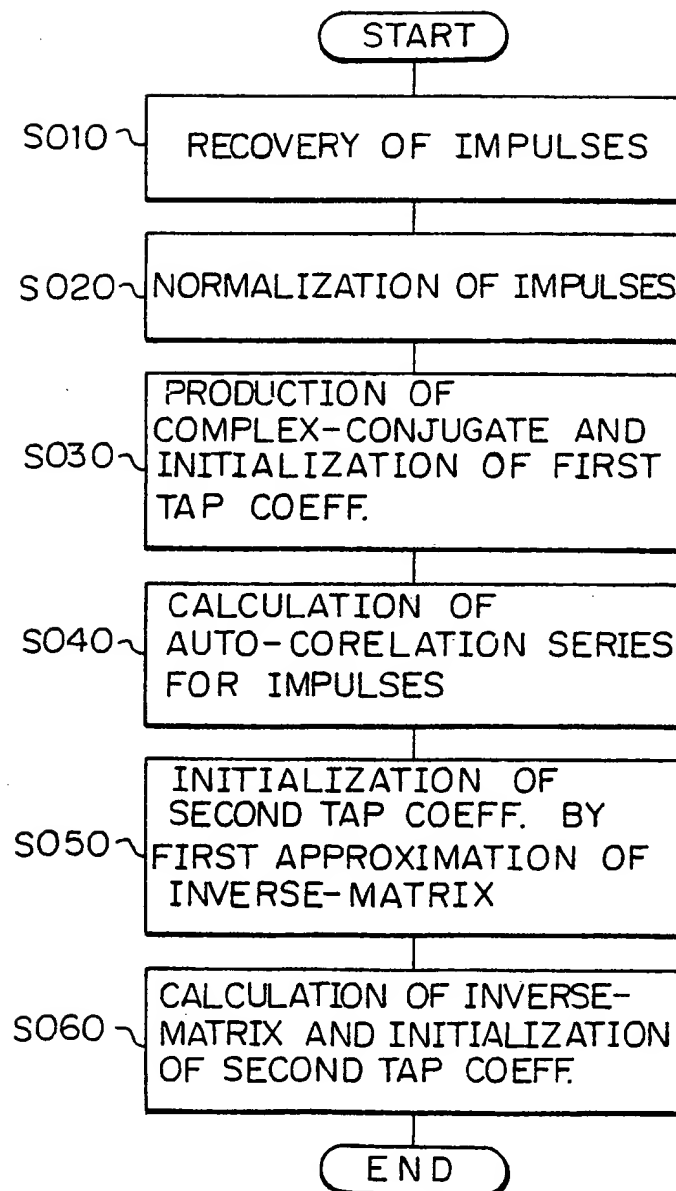 START
S010
RECOVERY OF IMPULSES
S020
NORMALIZATION OF IMPULSES
S030
PRODUCTION OF
COMPLEX-CONJUGATE AND
INITIALIZATION OF FIRST
TAP COEFF.
S040
CALCULATION OF
AUTO-CORELATION SERIES
FOR IMPULSES
S050
INITIALIZATION OF
SECOND TAP COEFF. BY
FIRST APPROXIMATION OF
INVERSE-MATRIX
S060
CALCULATION OF INVERSE-
MATRIX AND INITIALIZATION
OF SECOND TAP COEFF.
END